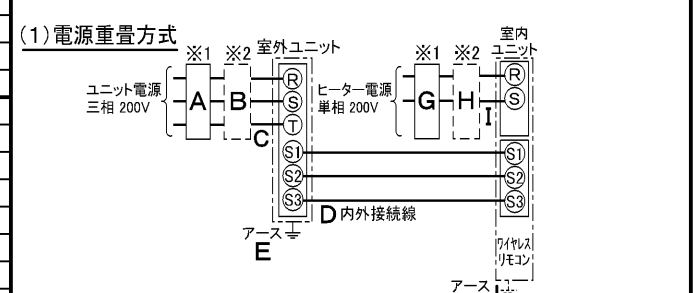 (1)電源重畳方式
※1 ※2 室外ユニット
ユニット電源
三相 200V
A B C
R
S
T
S1
S2
S3
D 内外接続線
アース
E
※1 ※2
室内
ユニット
ヒーター電源
単相 200V
G H I
R
S
S1
S2
S3
ワイヤレス
リモコン
アース